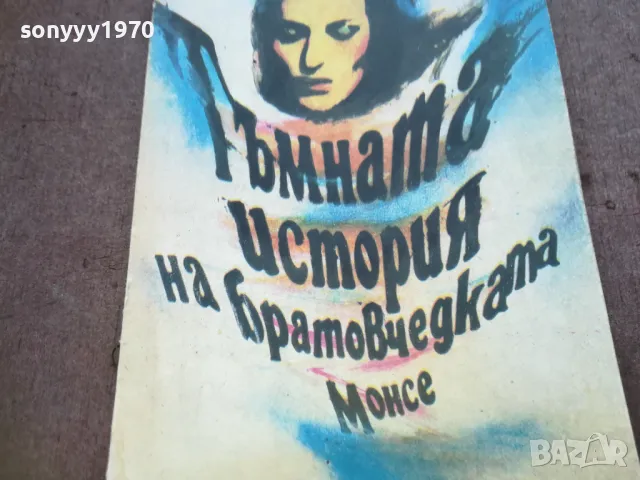 sonyyy1970
Тъмната
история
на братовчедката
Монсе
BAZAR